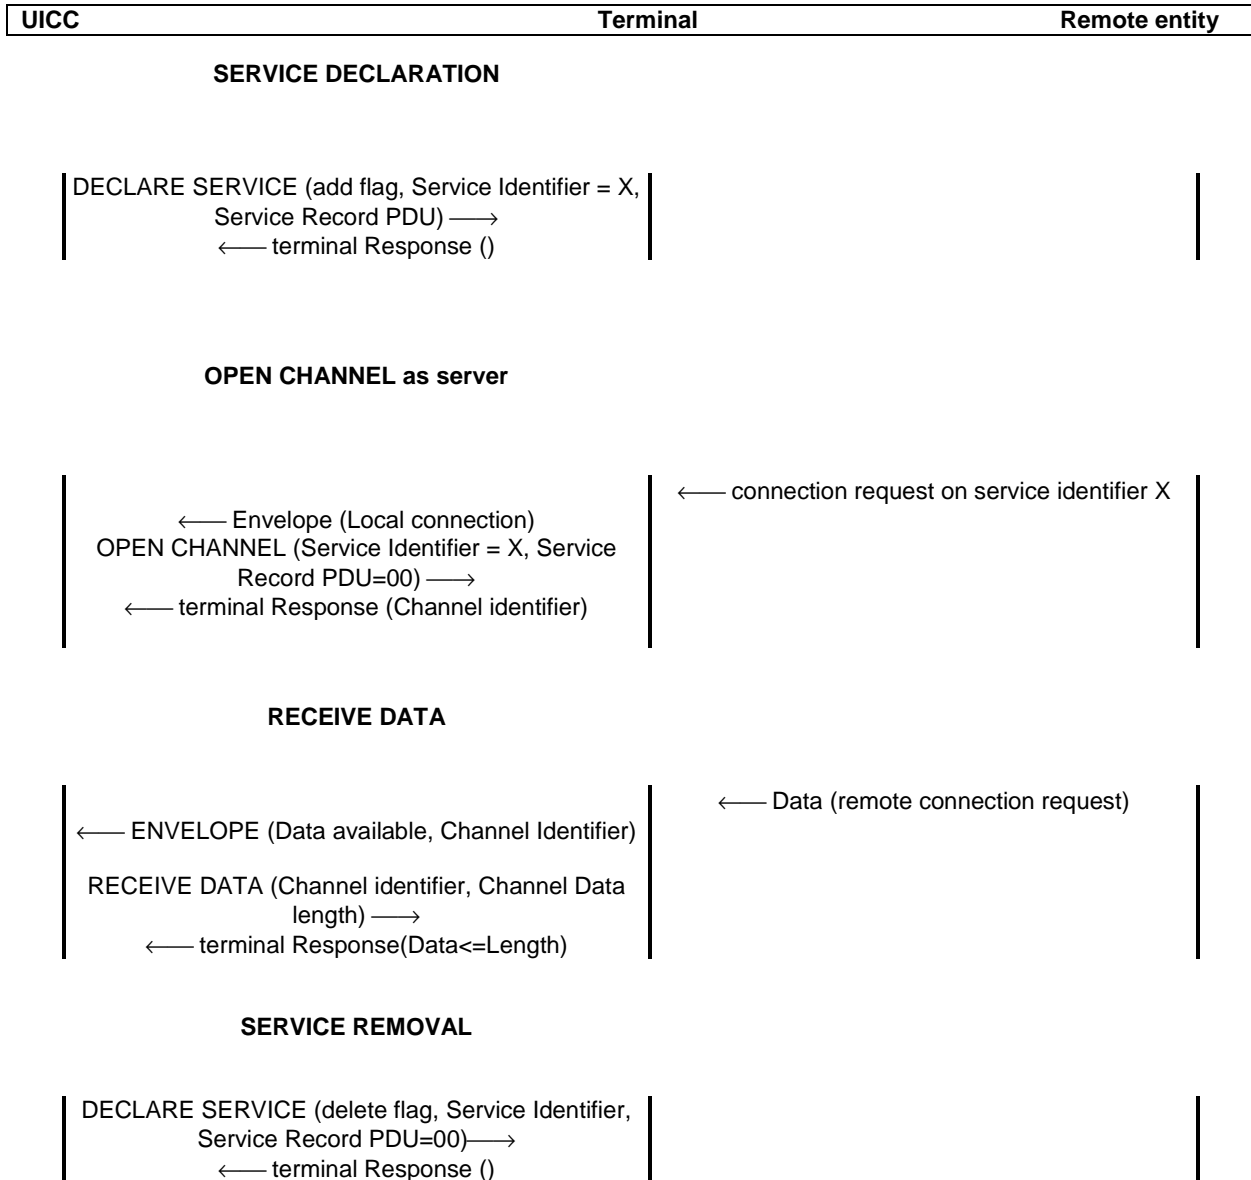 UICC Terminal Remote entity
SERVICE DECLARATION
DECLARE SERVICE (add flag, Service Identifier = X,
Service Record PDU) ⟶
⟵ terminal Response ()
OPEN CHANNEL as server
⟵ connection request on service identifier X
⟵ Envelope (Local connection)
OPEN CHANNEL (Service Identifier = X, Service
Record PDU=00) ⟶
⟵ terminal Response (Channel identifier)
RECEIVE DATA
⟵ Data (remote connection request)
⟵ ENVELOPE (Data available, Channel Identifier)
RECEIVE DATA (Channel identifier, Channel Data
length) ⟶
⟵ terminal Response(Data<=Length)
SERVICE REMOVAL
DECLARE SERVICE (delete flag, Service Identifier,
Service Record PDU=00)⟶
⟵ terminal Response ()